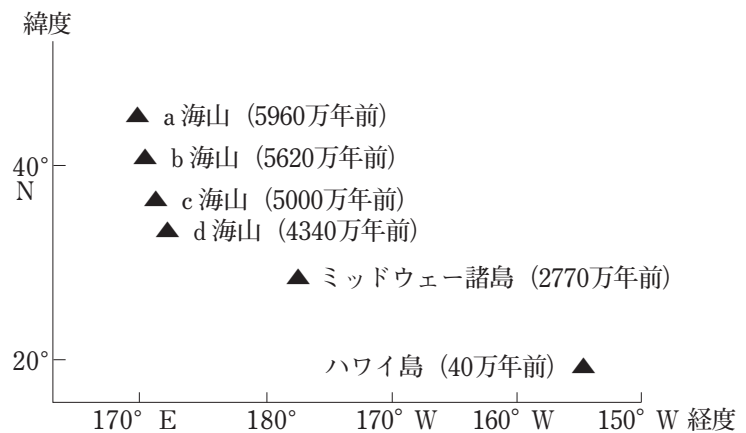 緯度
a 海山（5960万年前）
b 海山（5620万年前）
40°
N
c 海山（5000万年前）
d 海山（4340万年前）
ミッドウェー諸島（2770万年前）
20°
ハワイ島（40万年前）
170° E 180° 170° W 160° W 150° W 経度